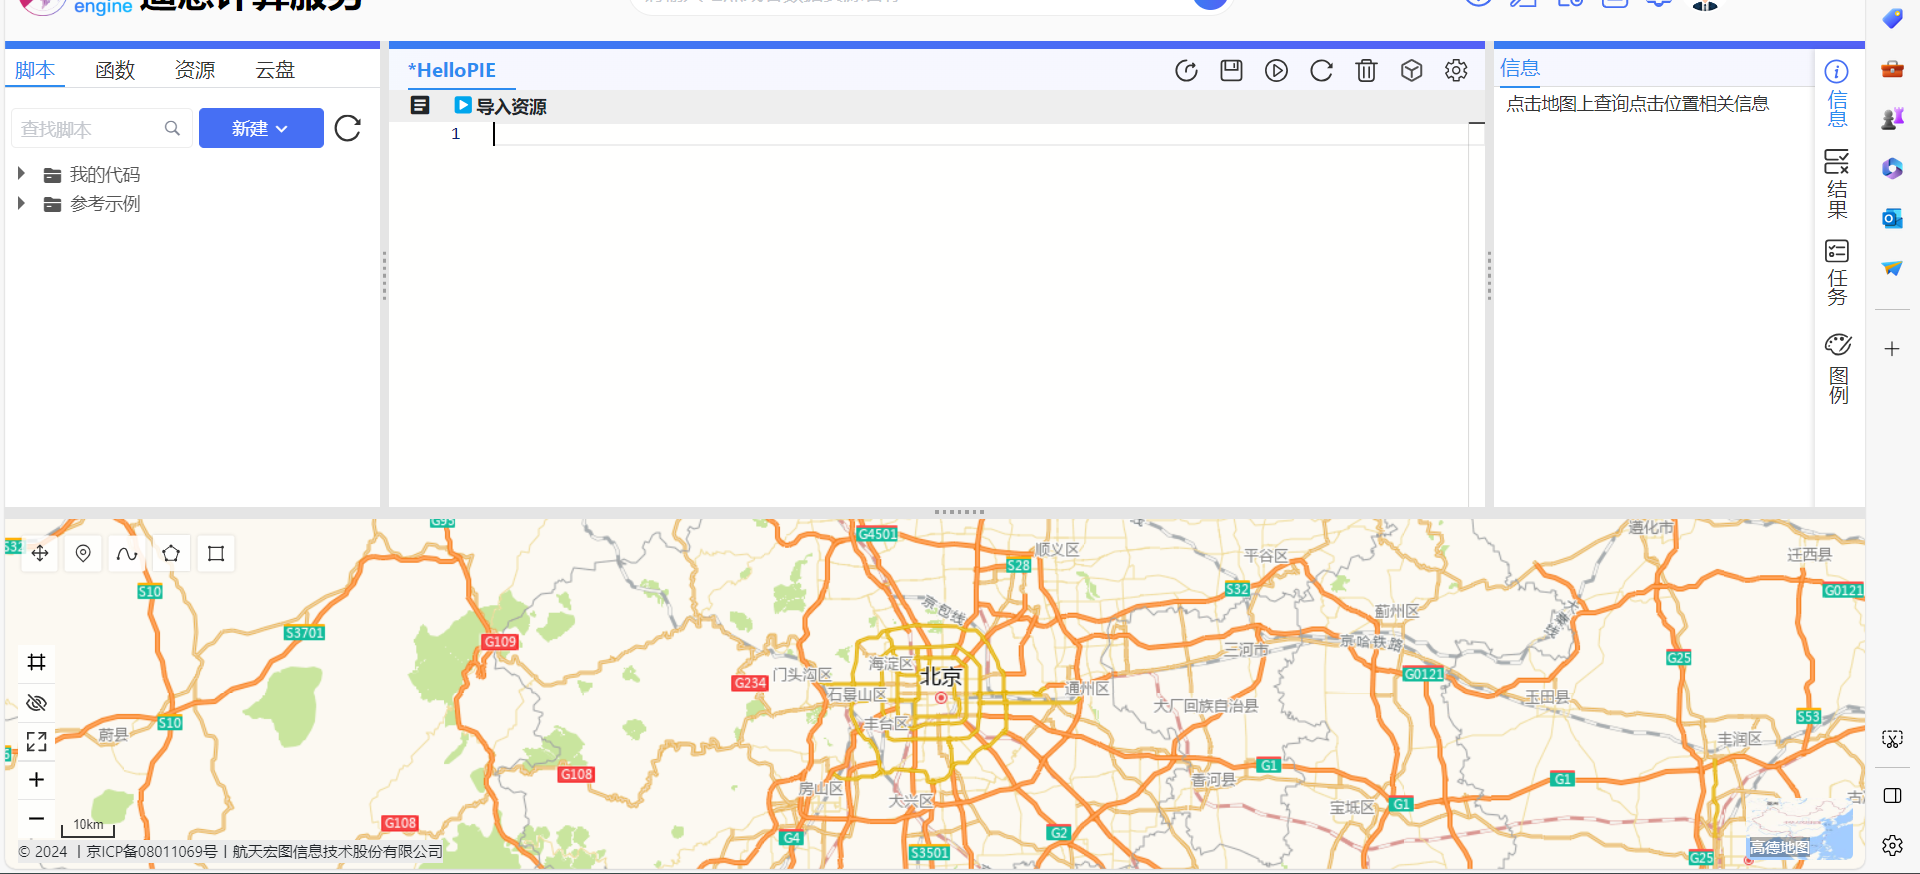 engine 遥感计算服务
脚本 函数 资源 云盘
查找脚本
新建
我的代码
参考示例
*HelloPIE
导入资源
1
信息
点击地图上查询点击位置相关信息
信息
结果
任务
图例
G95
G4501
顺义区
平谷区
遵化市
迁西县
S32
S10
S28
S32
G0121
京包线
蓟州区
S3701
G109
京哈铁路
三河市
海淀区
北京
G25
门头沟区
G234
石景山区
通州区
G0121
玉田县
大厂回族自治县
S10
丰台区
S53
蔚县
丰润区
G1
G108
香河县
G1
房山区
大兴区
宝坻区
G1
G108
10km
G4
G2
S3501
高德地图
G25
© 2024 | 京ICP备08011069号 | 航天宏图信息技术股份有限公司